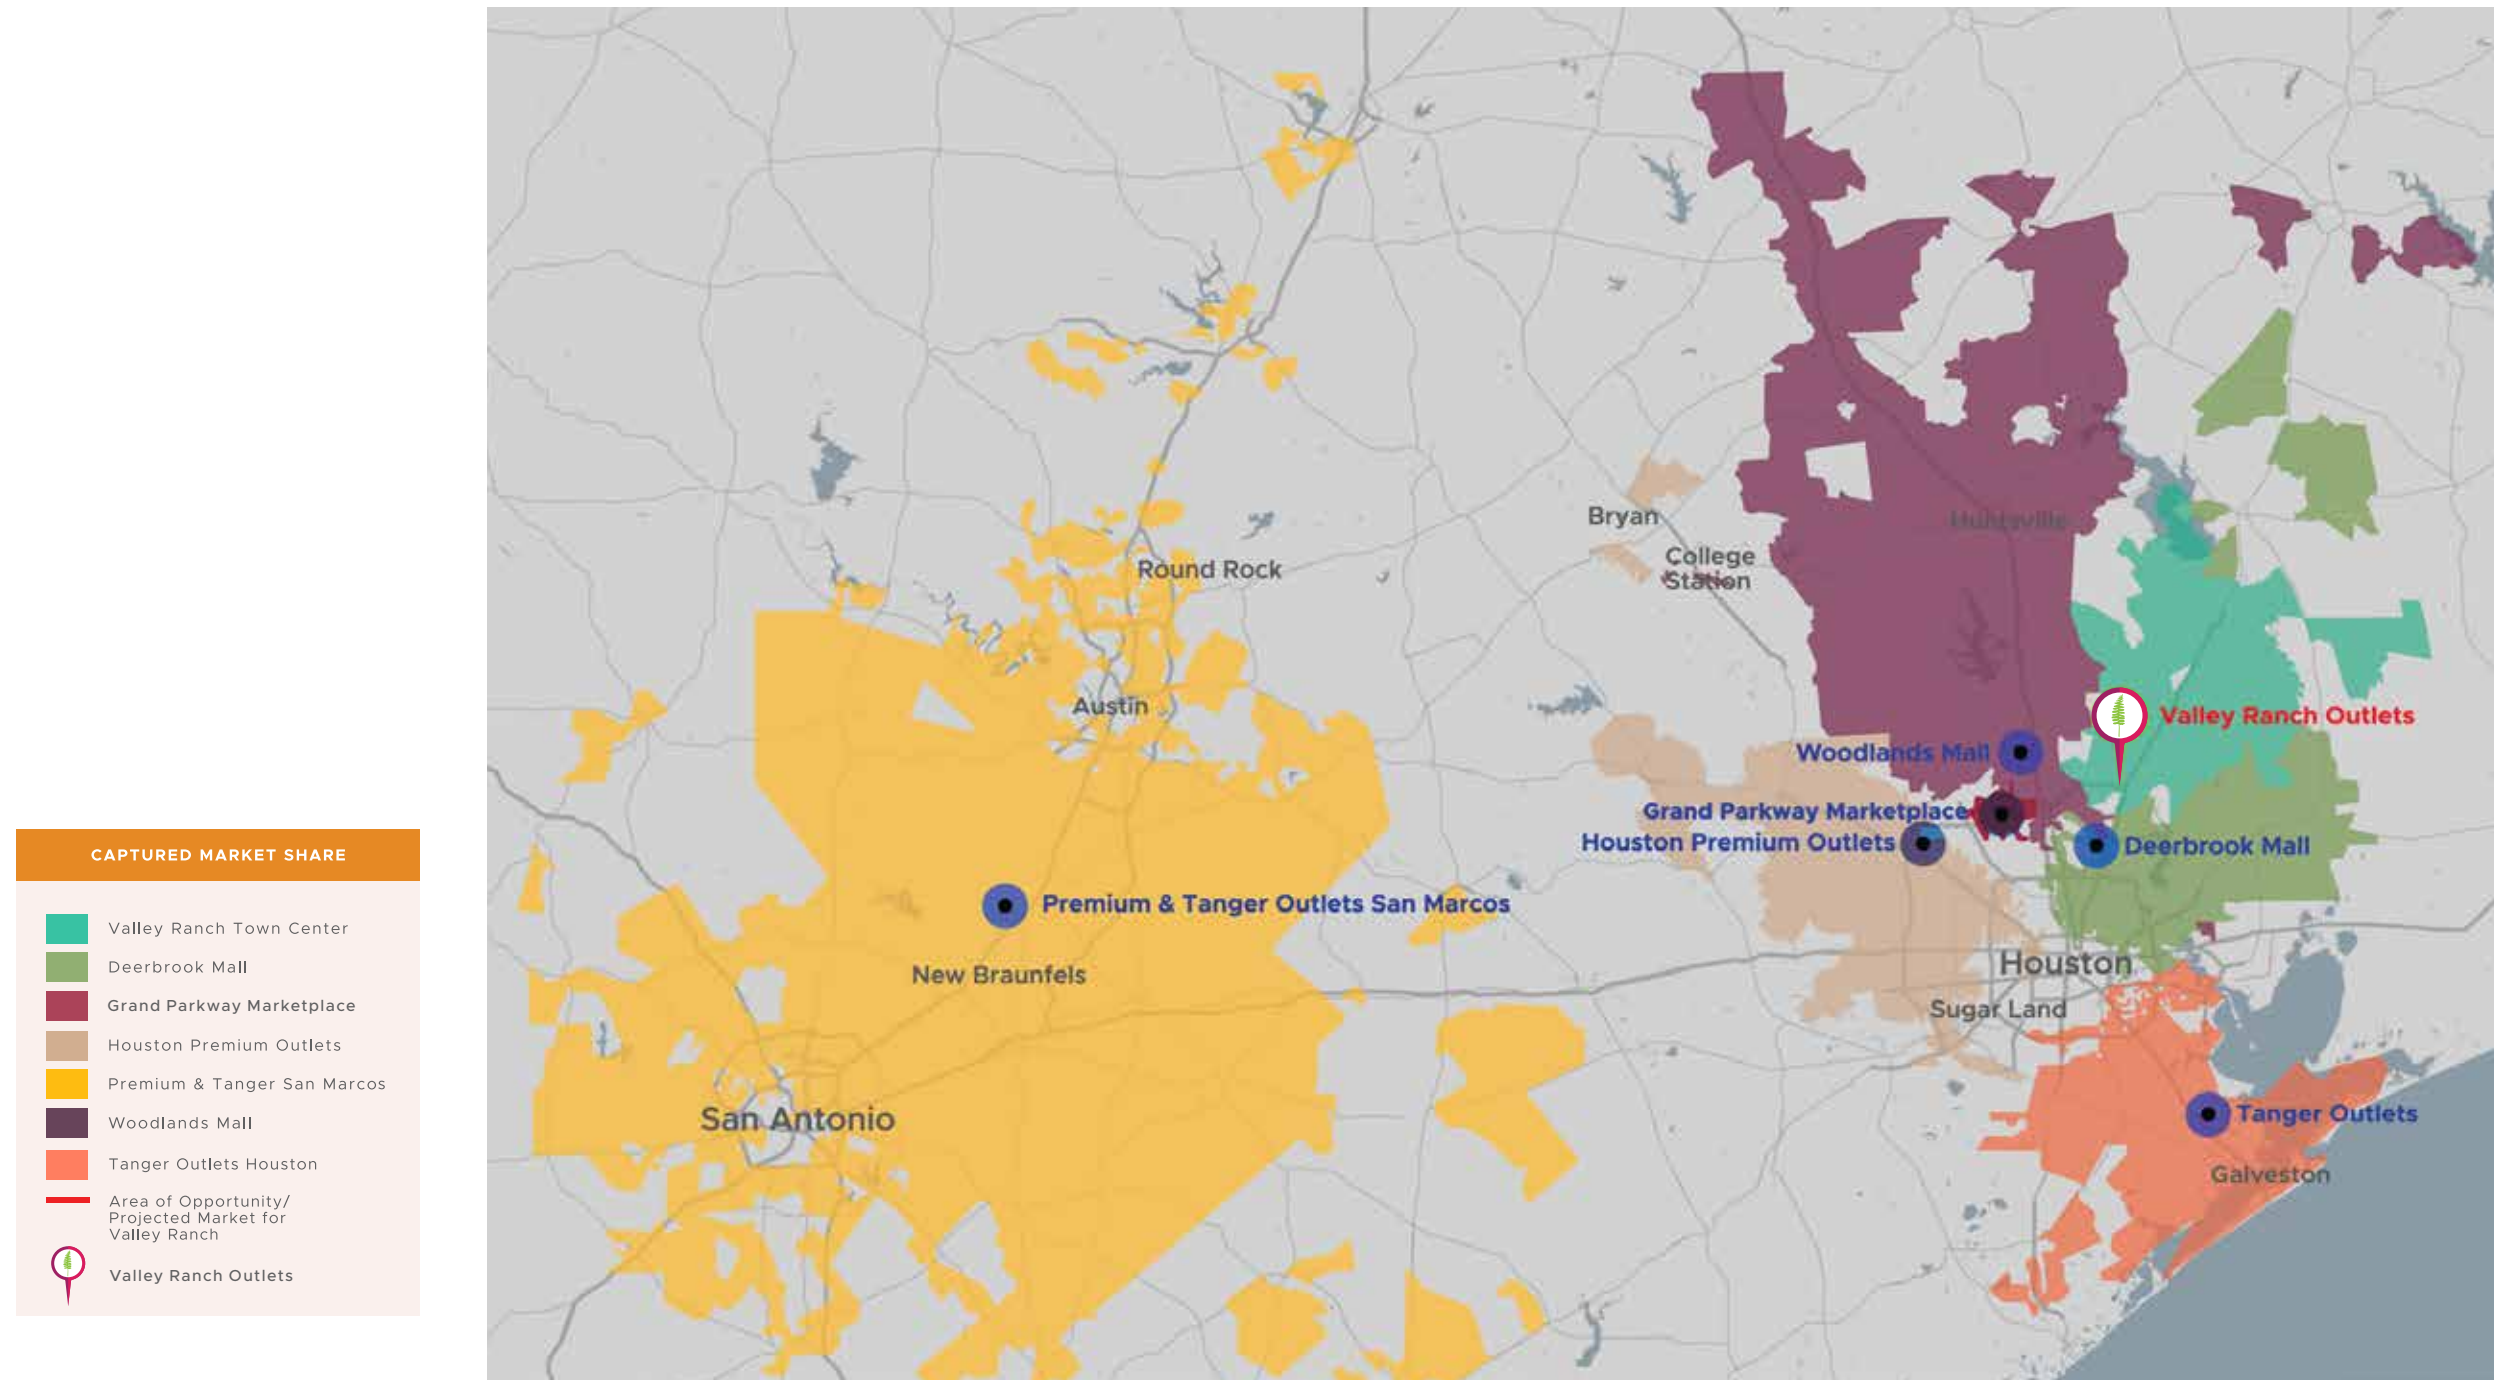 CAPTURED MARKET SHARE
Valley Ranch Town Center
Deerbrook Mall
Grand Parkway Marketplace
Houston Premium Outlets
Premium & Tanger San Marcos
Woodlands Mall
Tanger Outlets Houston
Area of Opportunity/
Projected Market for
Valley Ranch
Valley Ranch Outlets
Bryan
Huntsville
College
Station
Round Rock
Austin
Valley Ranch Outlets
Woodlands Mall
Grand Parkway Marketplace
Houston Premium Outlets
Deerbrook Mall
Premium & Tanger Outlets San Marcos
New Braunfels
Houston
Sugar Land
San Antonio
Tanger Outlets
Galveston